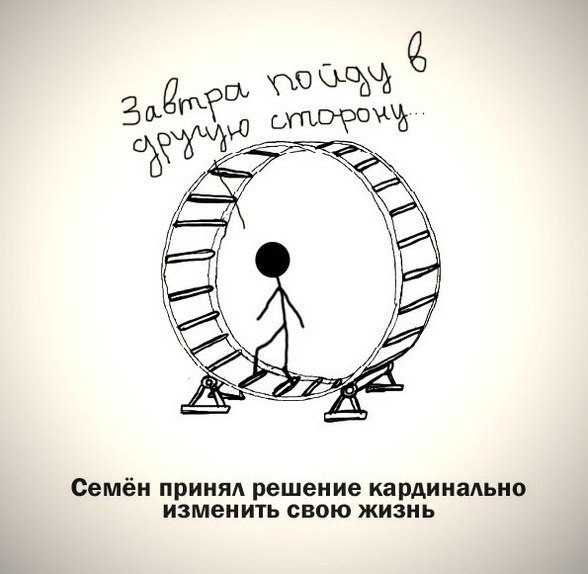 Завтра пойду в
другую сторону...
Семён принял решение кардинально
изменить свою жизнь